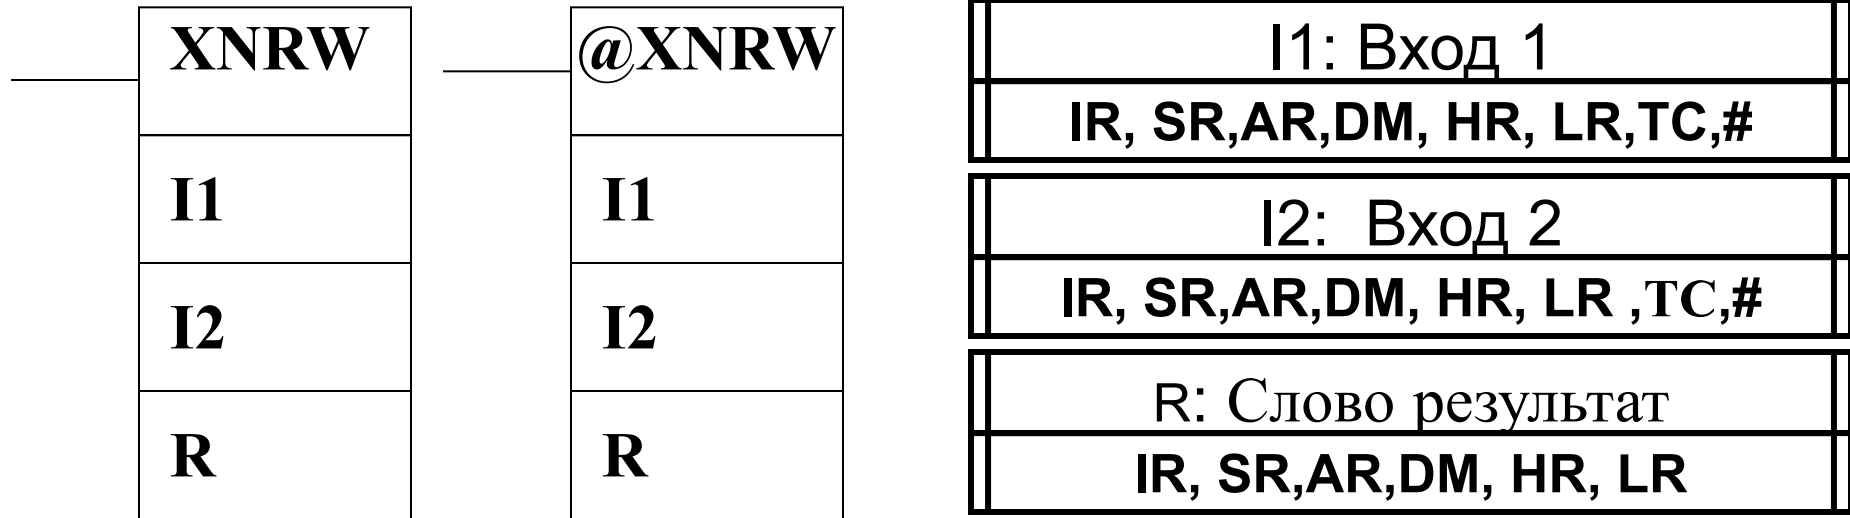 XNRW
I1
I2
R
@XNRW
I1
I2
R
I1: Вход 1
IR, SR,AR,DM, HR, LR,TC,#
I2: Вход 2
IR, SR,AR,DM, HR, LR ,TC,#
R: Слово результат
IR, SR,AR,DM, HR, LR